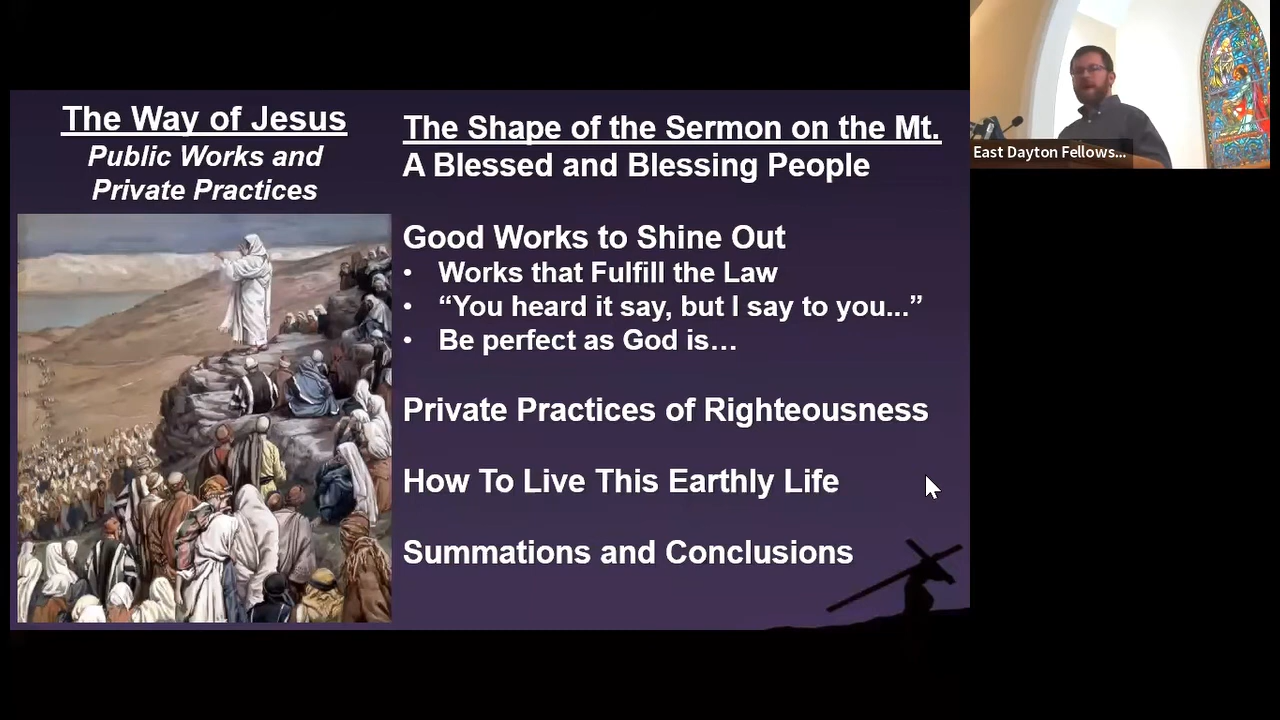 The Way of Jesus
Public Works and
Private Practices
The Shape of the Sermon on the Mt.
A Blessed and Blessing People
Good Works to Shine Out
• Works that Fulfill the Law
• “You heard it say, but I say to you...”
• Be perfect as God is…
Private Practices of Righteousness
How To Live This Earthly Life
Summations and Conclusions
East Dayton Fellows...